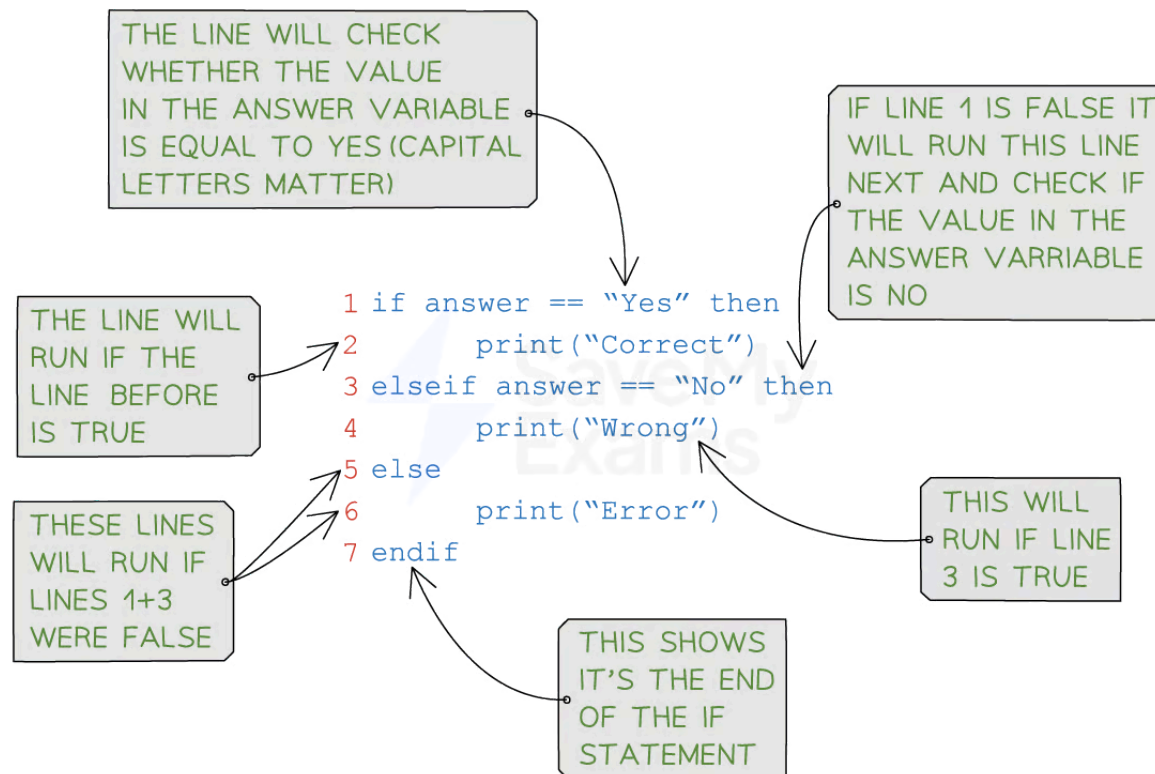 THE LINE WILL CHECK
WHETHER THE VALUE
IN THE ANSWER VARIABLE
IS EQUAL TO YES (CAPITAL
LETTERS MATTER)
IF LINE 1 IS FALSE IT
WILL RUN THIS LINE
NEXT AND CHECK IF
THE VALUE IN THE
ANSWER VARRIABLE
IS NO
THE LINE WILL
RUN IF THE
LINE BEFORE
IS TRUE
1 if answer == “Yes” then
2 print(“Correct”)
3 elseif answer == “No” then
4 print(“Wrong”)
5 else
6 print(“Error”)
7 endif
SaveMy
Exams
THESE LINES
WILL RUN IF
LINES 1+3
WERE FALSE
THIS WILL
RUN IF LINE
3 IS TRUE
THIS SHOWS
IT'S THE END
OF THE IF
STATEMENT